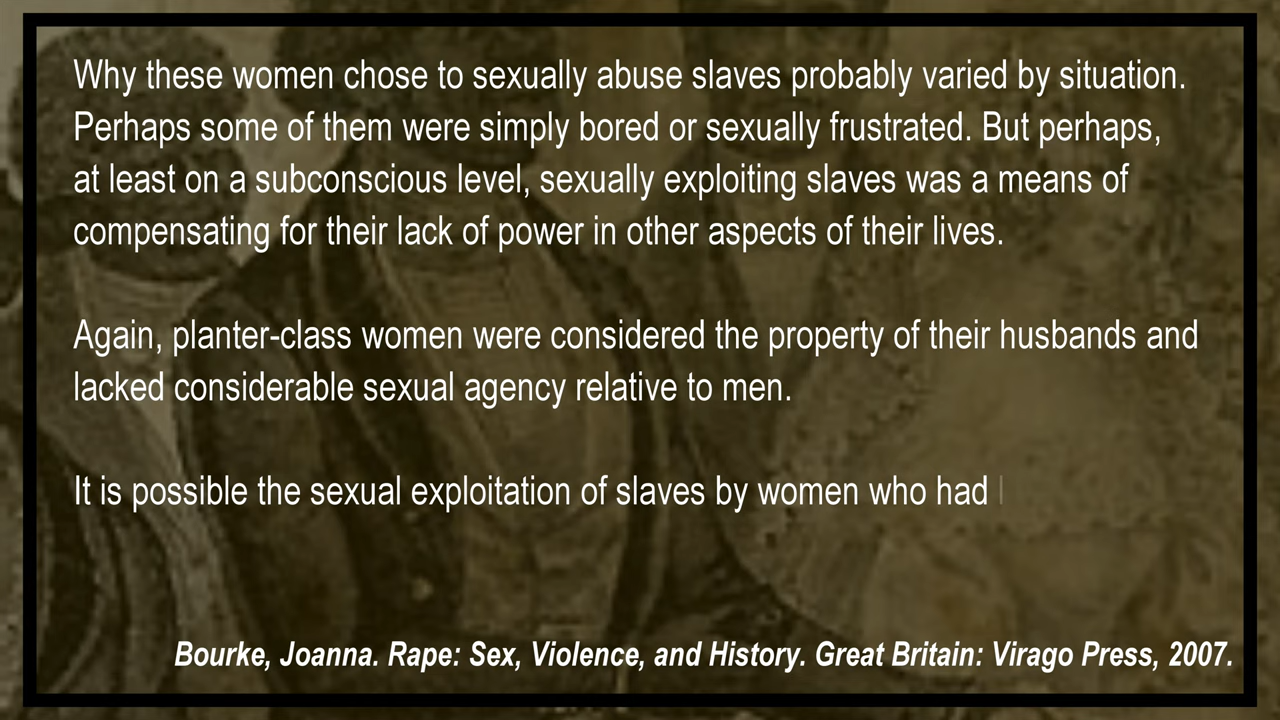 Why these women chose to sexually abuse slaves probably varied by situation.
Perhaps some of them were simply bored or sexually frustrated. But perhaps,
at least on a subconscious level, sexually exploiting slaves was a means of
compensating for their lack of power in other aspects of their lives.
Again, planter-class women were considered the property of their husbands and
lacked considerable sexual agency relative to men.
It is possible the sexual exploitation of slaves by women who had
Bourke, Joanna. Rape: Sex, Violence, and History. Great Britain: Virago Press, 2007.